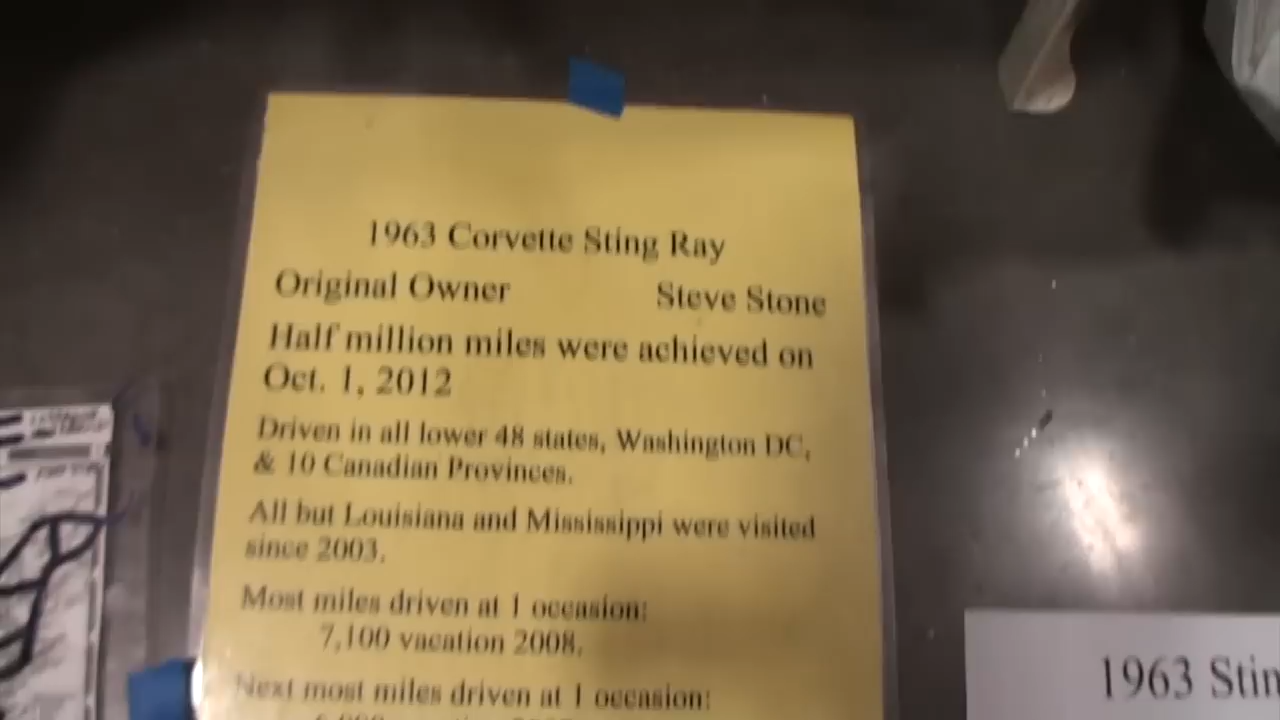 1963 Corvette Sting Ray
Original Owner Steve Stone
Half million miles were achieved on
Oct. 1, 2012
Driven in all lower 48 states, Washington DC,
& 10 Canadian Provinces.
All but Louisiana and Mississippi were visited
since 2003.
Most miles driven at 1 occasion:
7,100 vacation 2008.
Next most miles driven at 1 occasion:
1963 Stin